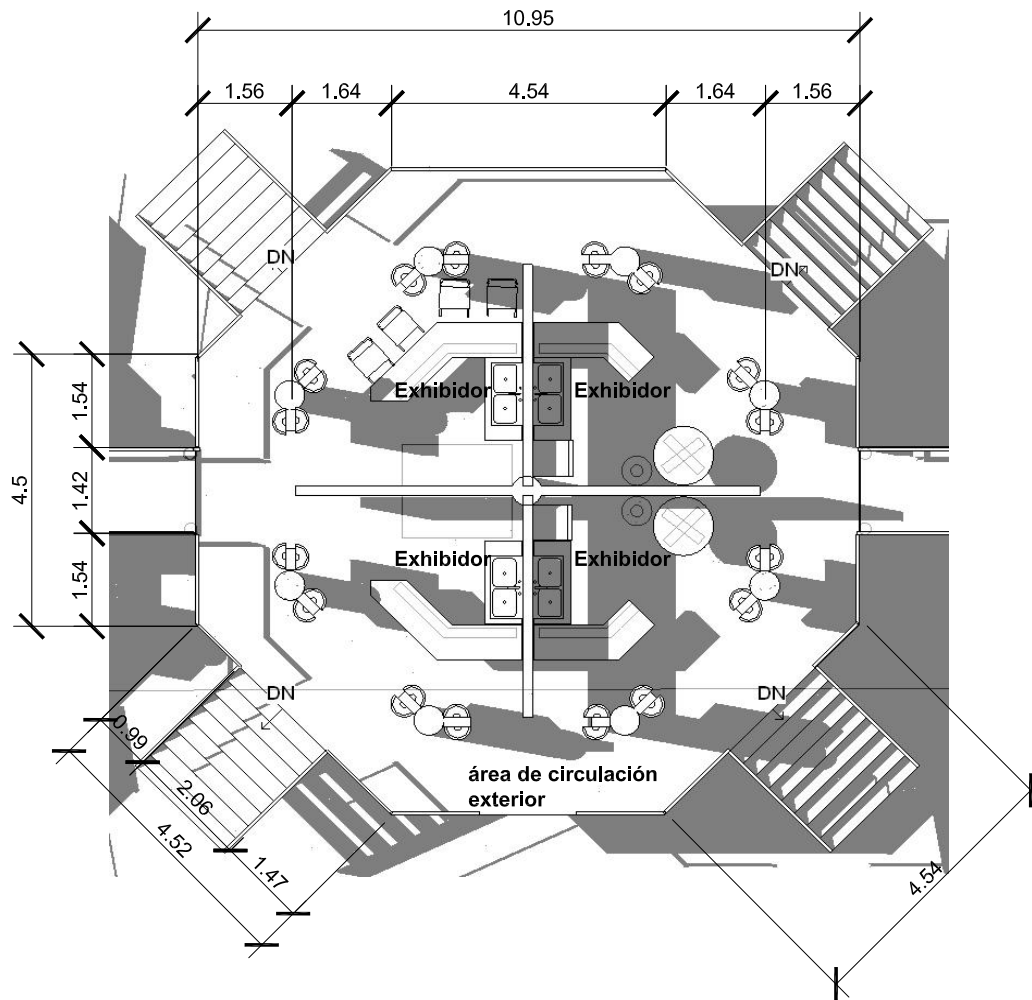 10.95
1.56
1.64
4.54
1.64
1.56
DN
DN
1.54
4.5
1.42
1.54
Exhibidor
Exhibidor
Exhibidor
Exhibidor
DN
DN
0.99
2.06
4.52
1.47
área de circulación
exterior
4.54